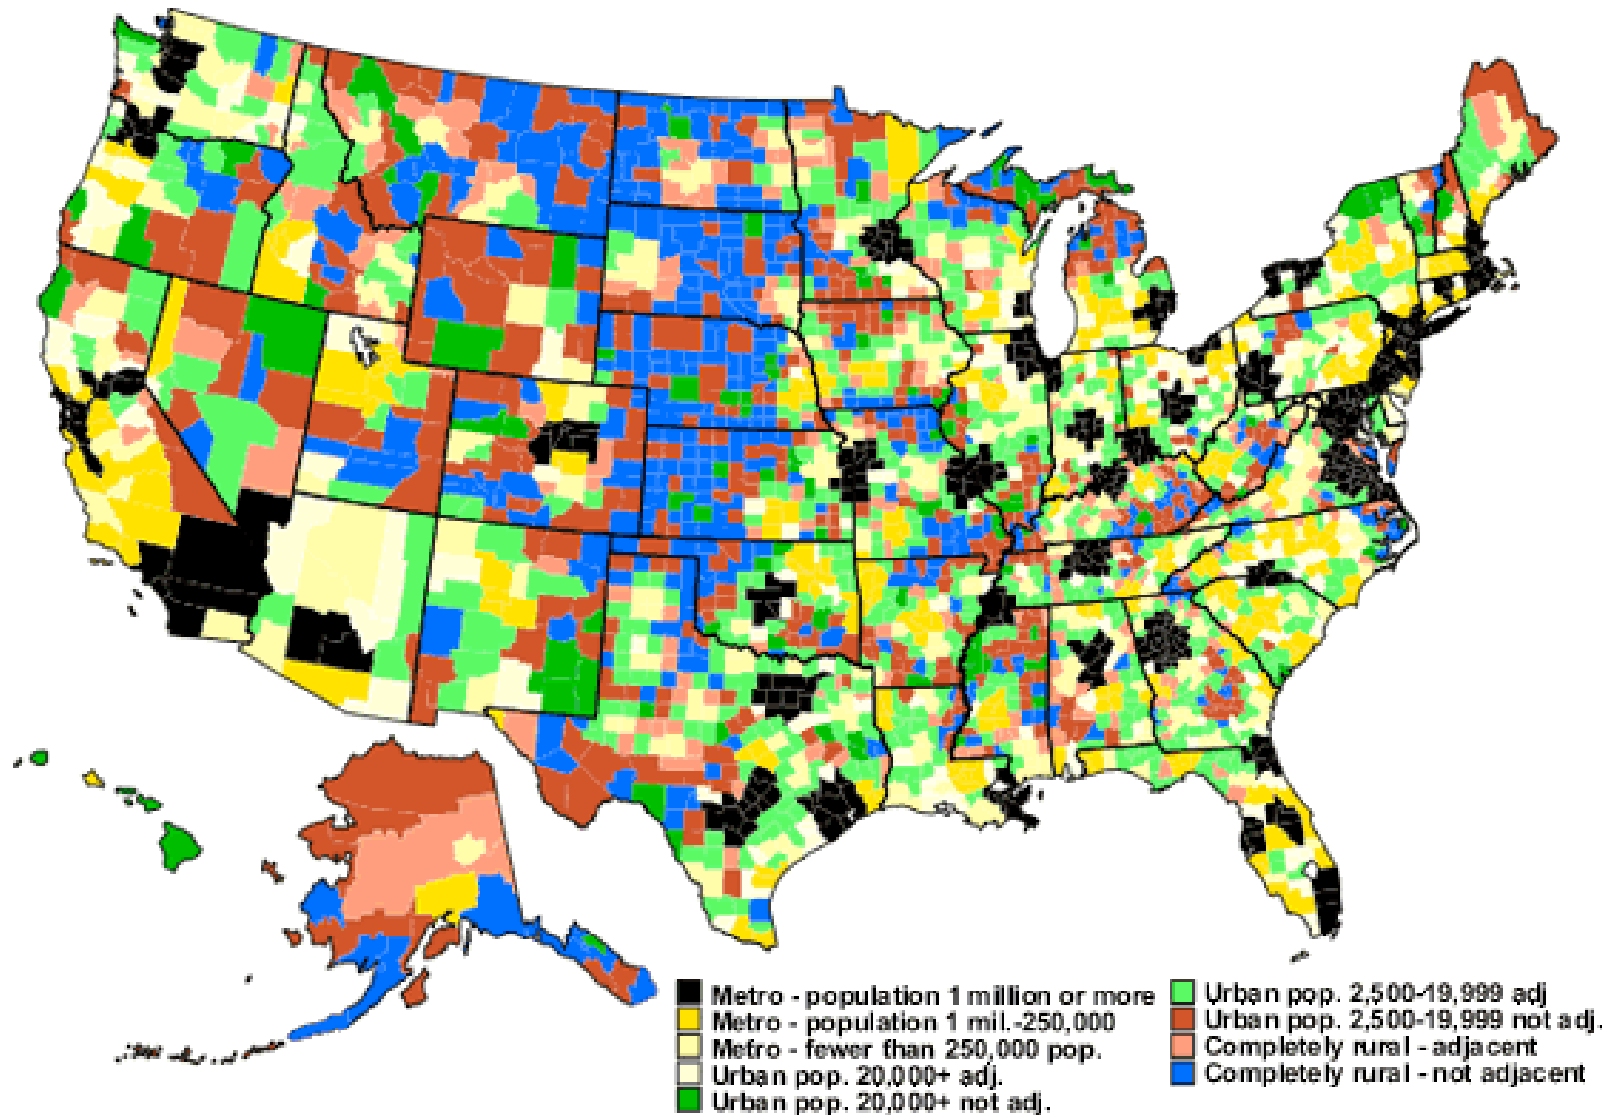 Metro - population 1 million or more
Metro - population 1 mil.-250,000
Metro - fewer than 250,000 pop.
Urban pop. 20,000+ adj.
Urban pop. 20,000+ not adj.
Urban pop. 2,500-19,999 adj
Urban pop. 2,500-19,999 not adj.
Completely rural - adjacent
Completely rural - not adjacent